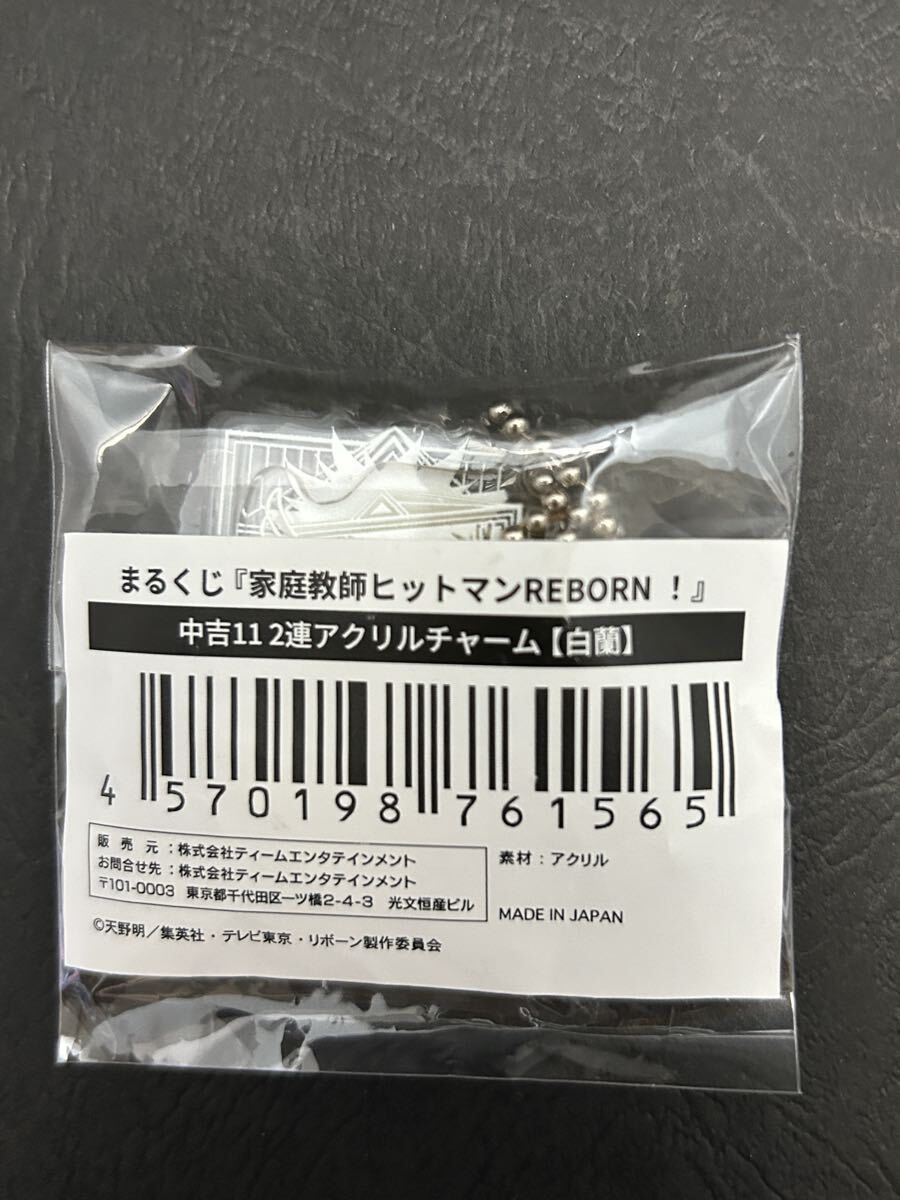 まるくじ『家庭教師ヒットマンREBORN！』
中吉11 2連アクリルチャーム【白蘭】
4 570198 761565
販売元：株式会社ティームエンタテインメント
お問合せ先：株式会社ティームエンタテインメント
〒101-0003 東京都千代田区一ツ橋2-4-3 光文恒産ビル
素材：アクリル
MADE IN JAPAN
©天野明／集英社・テレビ東京・リボーン製作委員会